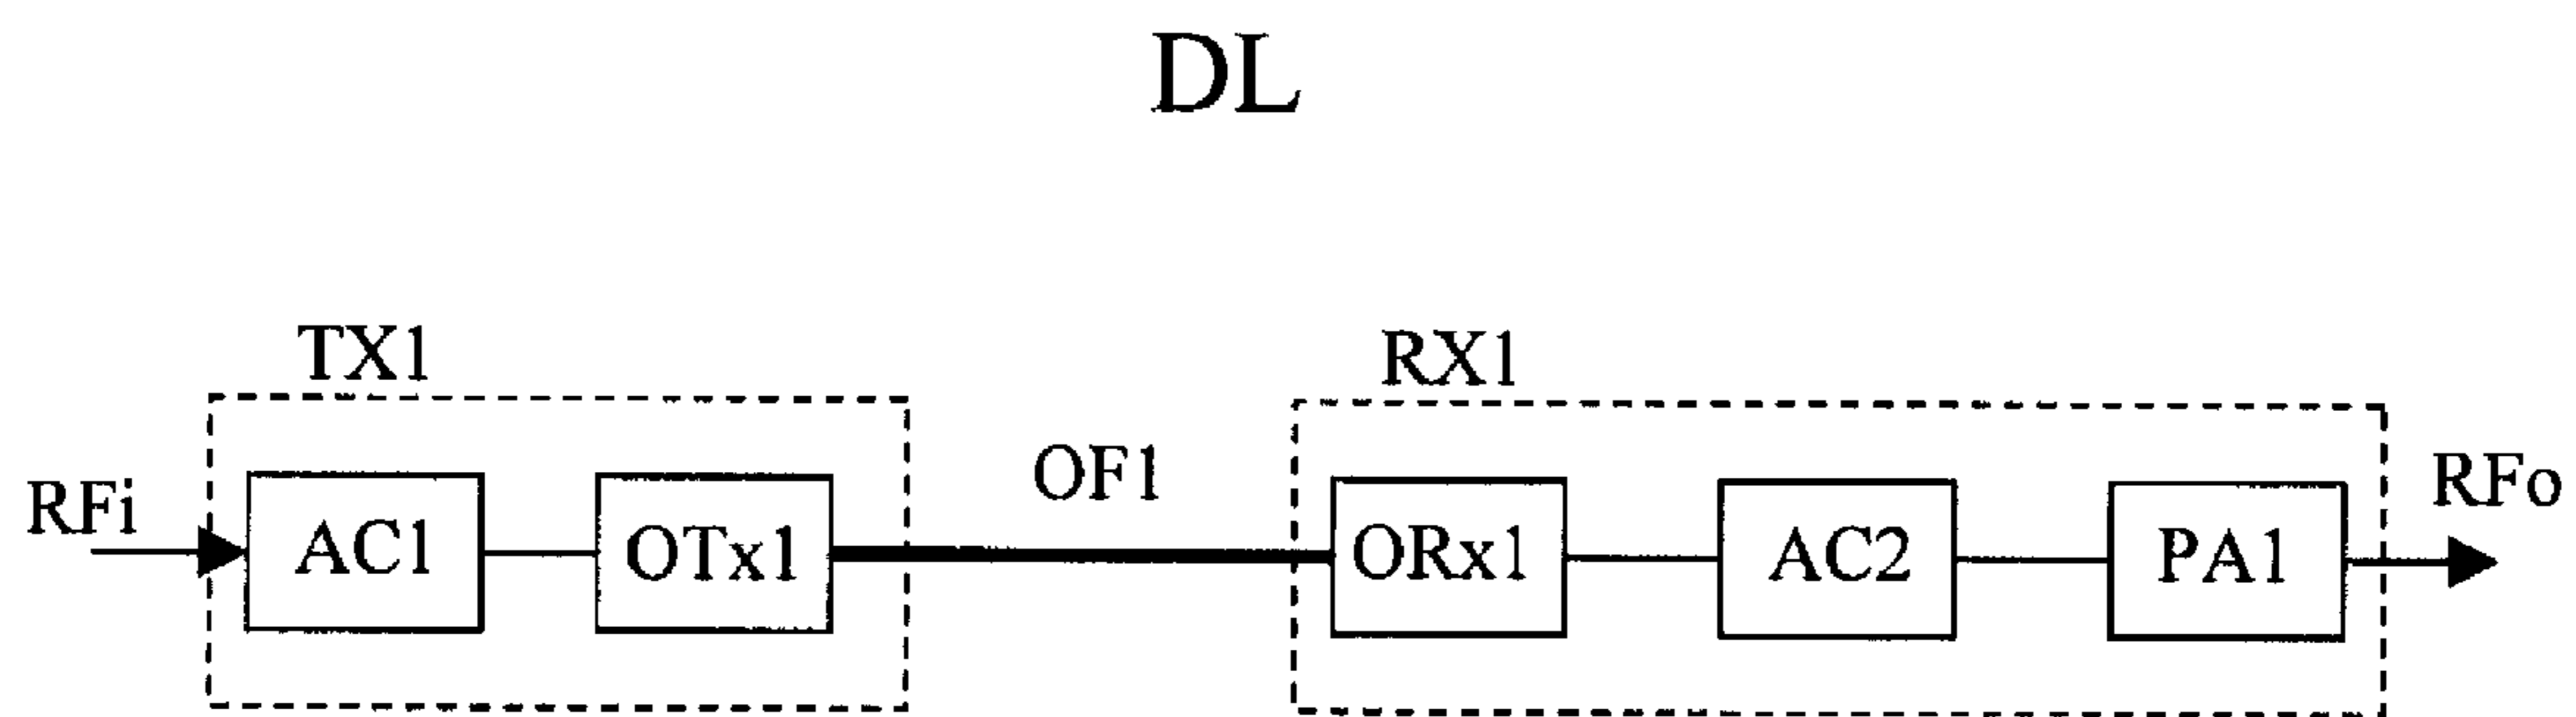 DL
TX1
RX1
RFi
AC1
OTx1
OF1
ORx1
AC2
PA1
RFo